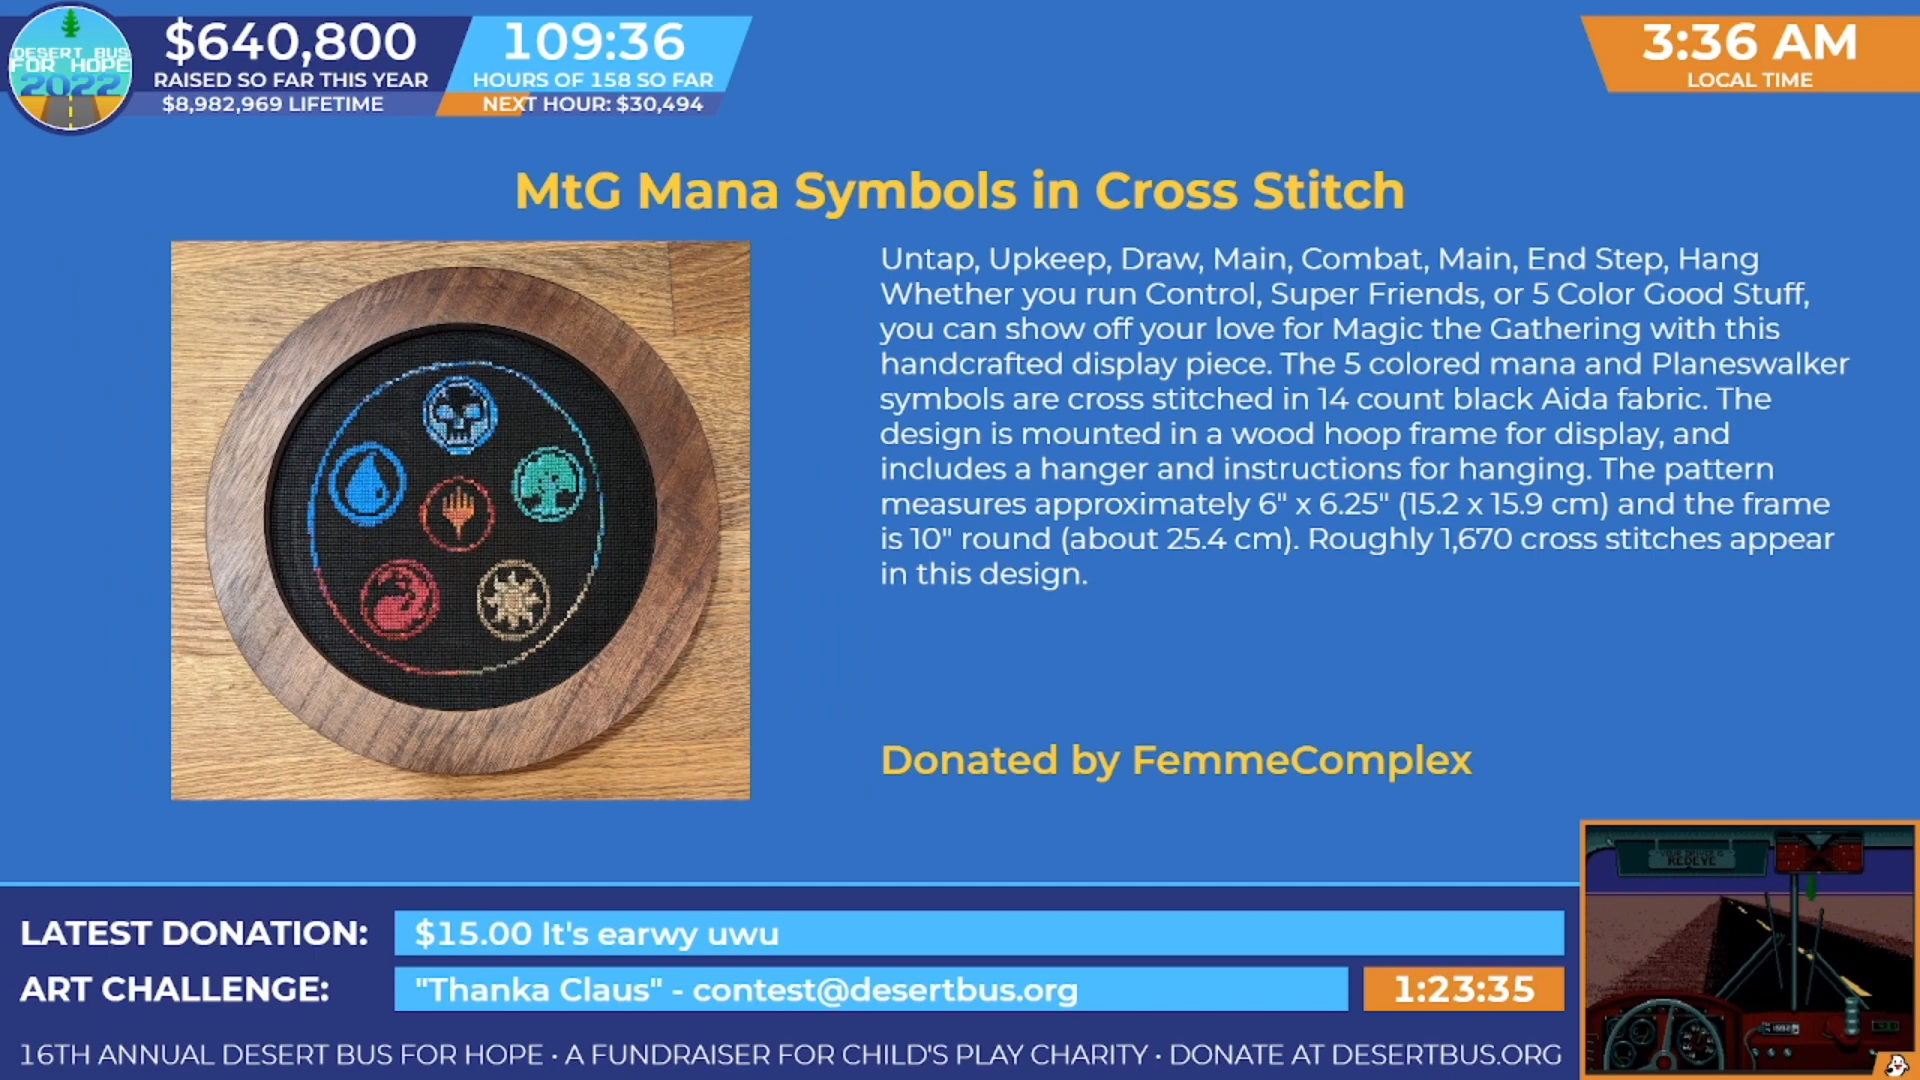 DESERT BUS
FOR HOPE
2022
$640,800
RAISED SO FAR THIS YEAR
$8,982,969 LIFETIME
109:36
HOURS OF 158 SO FAR
NEXT HOUR: $30,494
3:36 AM
LOCAL TIME
MtG Mana Symbols in Cross Stitch
Untap, Upkeep, Draw, Main, Combat, Main, End Step, Hang
Whether you run Control, Super Friends, or 5 Color Good Stuff,
you can show off your love for Magic the Gathering with this
handcrafted display piece. The 5 colored mana and Planeswalker
symbols are cross stitched in 14 count black Aida fabric. The
design is mounted in a wood hoop frame for display, and
includes a hanger and instructions for hanging. The pattern
measures approximately 6" x 6.25" (15.2 x 15.9 cm) and the frame
is 10" round (about 25.4 cm). Roughly 1,670 cross stitches appear
in this design.
Donated by FemmeComplex
REDEYE
LATEST DONATION: $15.00 It's earwy uwu
ART CHALLENGE: "Thanka Claus" - contest@desertbus.org 1:23:35
16TH ANNUAL DESERT BUS FOR HOPE • A FUNDRAISER FOR CHILD'S PLAY CHARITY • DONATE AT DESERTBUS.ORG